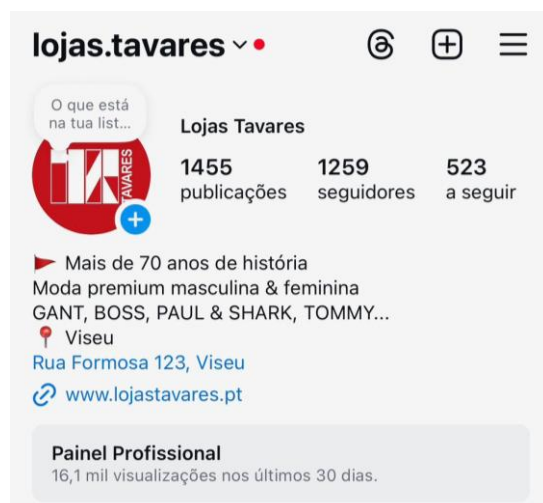 lojas.tavares
O que está
na tua list...
TAVARES
Lojas Tavares
1455 1259 523
publicações seguidores a seguir
🚩 Mais de 70 anos de história
Moda premium masculina & feminina
GANT, BOSS, PAUL & SHARK, TOMMY...
📍 Viseu
Rua Formosa 123, Viseu
www.lojastavares.pt
Painel Profissional
16,1 mil visualizações nos últimos 30 dias.